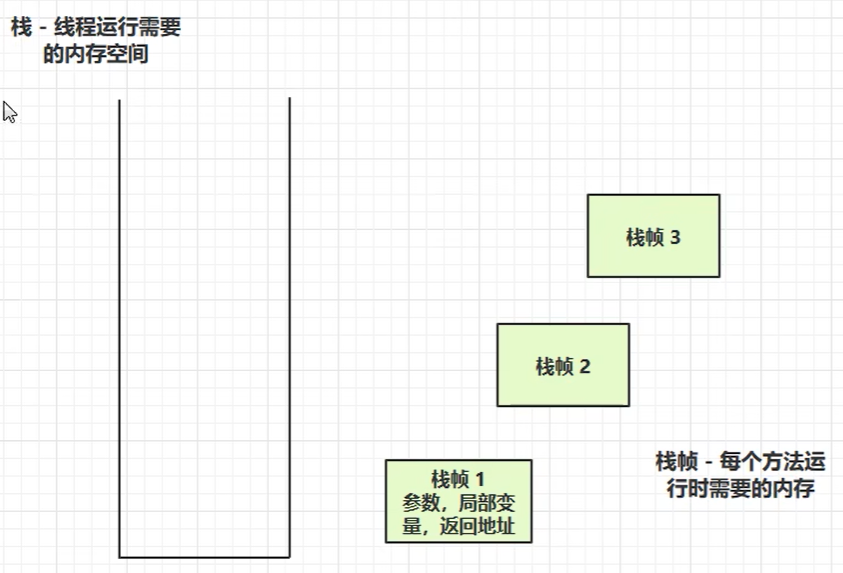 栈 - 线程运行需要
的内存空间
栈帧 3
栈帧 2
栈帧 1
参数，局部变
量，返回地址
栈帧 - 每个方法运
行时需要的内存